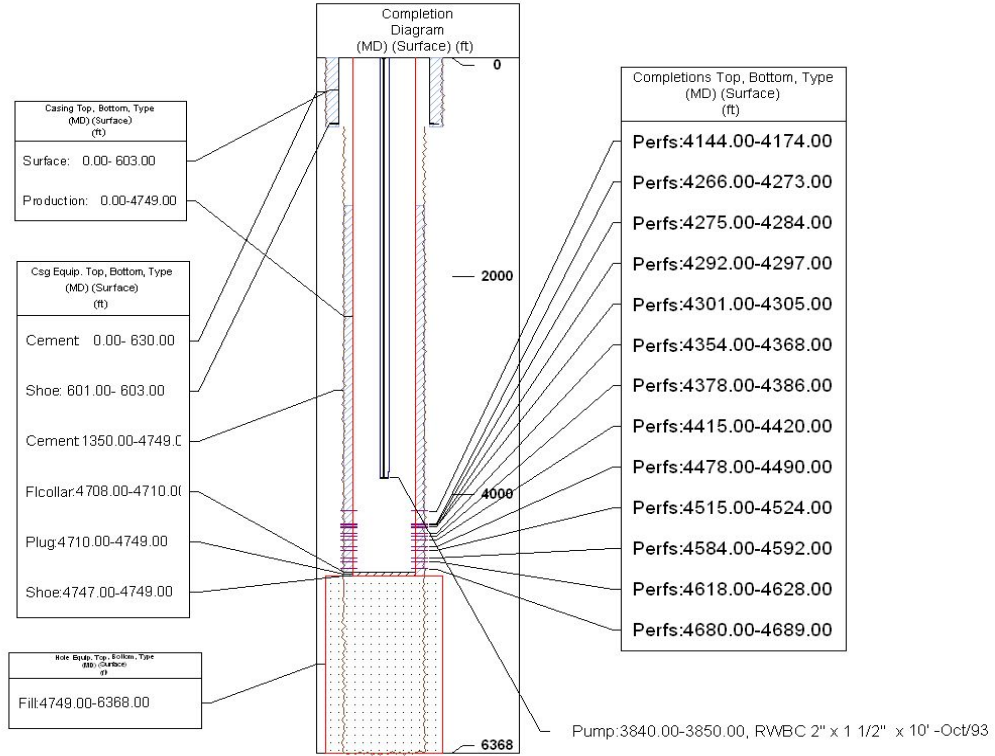 Completion
Diagram
(MD) (Surface) (ft)
0
2000
4000
6368
Casing Top, Bottom, Type
(MD) (Surface)
(ft)
Surface: 0.00- 603.00
Production: 0.00-4749.00
Csg Equip. Top, Bottom, Type
(MD) (Surface)
(ft)
Cement 0.00- 630.00
Shoe: 601.00- 603.00
Cement:1350.00-4749.0
Flcollar:4708.00-4710.0
Plug:4710.00-4749.00
Shoe:4747.00-4749.00
Hole Equip. Top, Bottom, Type
(MD) (Surface)
ft
Fill:4749.00-6368.00
Completions Top, Bottom, Type
(MD) (Surface)
(ft)
Perfs:4144.00-4174.00
Perfs:4266.00-4273.00
Perfs:4275.00-4284.00
Perfs:4292.00-4297.00
Perfs:4301.00-4305.00
Perfs:4354.00-4368.00
Perfs:4378.00-4386.00
Perfs:4415.00-4420.00
Perfs:4478.00-4490.00
Perfs:4515.00-4524.00
Perfs:4584.00-4592.00
Perfs:4618.00-4628.00
Perfs:4680.00-4689.00
Pump:3840.00-3850.00, RWBC 2" x 1 1/2" x 10' -Oct/93